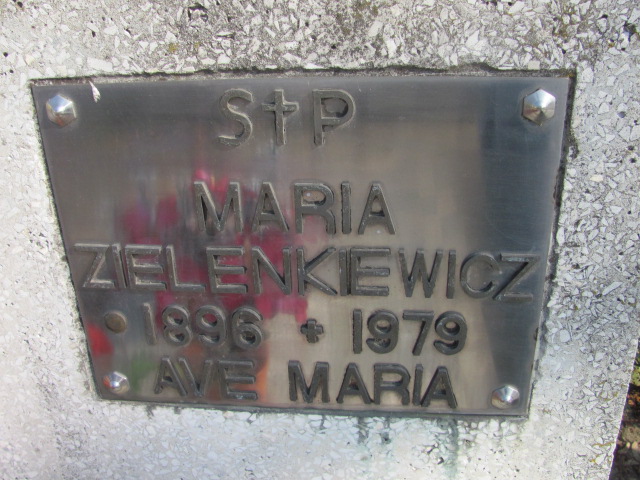 S✝P
MARIA
ZIELENKIEWICZ
* 1896 + 1979
AVE MARIA